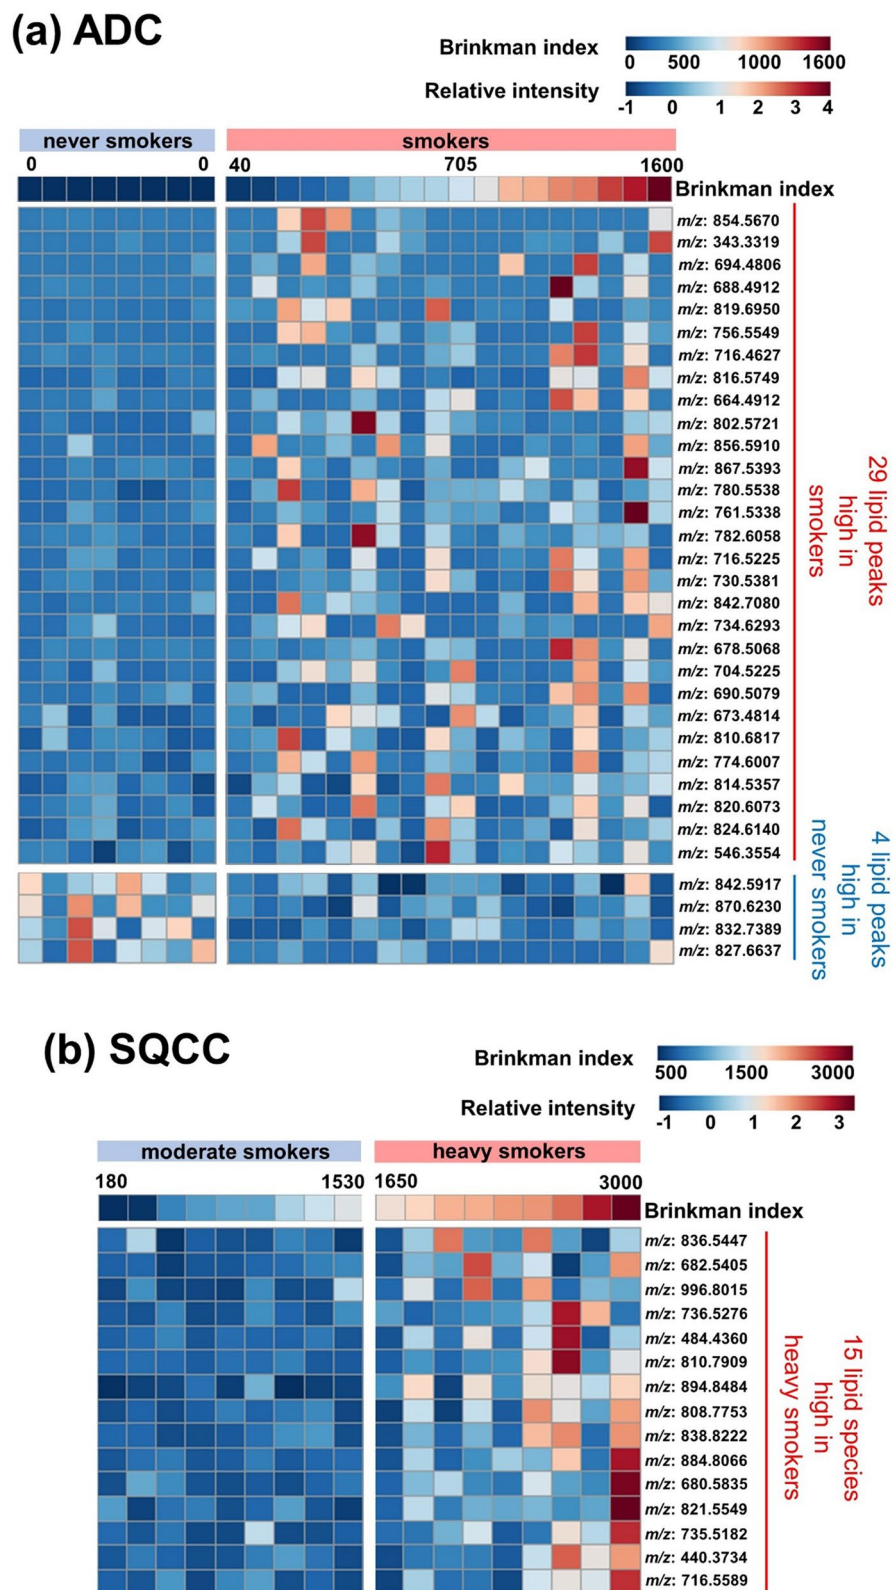 (a) ADC
Brinkman index
0 500 1000 1600
Relative intensity
-1 0 1 2 3 4
never smokers
smokers
0 0 40 705 1600
Brinkman index
m/z: 854.5670
m/z: 343.3319
m/z: 694.4806
m/z: 688.4912
m/z: 819.6950
m/z: 756.5549
m/z: 716.4627
m/z: 816.5749
m/z: 664.4912
m/z: 802.5721
m/z: 856.5910
m/z: 867.5393
m/z: 780.5538
m/z: 761.5338
m/z: 782.6058
m/z: 716.5225
m/z: 730.5381
m/z: 842.7080
m/z: 734.6293
m/z: 678.5068
m/z: 704.5225
m/z: 690.5079
m/z: 673.4814
m/z: 810.6817
m/z: 774.6007
m/z: 814.5357
m/z: 820.6073
m/z: 824.6140
m/z: 546.3554
29 lipid peaks
high in
smokers
m/z: 842.5917
m/z: 870.6230
m/z: 832.7389
m/z: 827.6637
4 lipid peaks
high in
never smokers
(b) SQCC
Brinkman index
500 1500 3000
Relative intensity
-1 0 1 2 3
moderate smokers
heavy smokers
180 1530 1650 3000
Brinkman index
m/z: 836.5447
m/z: 682.5405
m/z: 996.8015
m/z: 736.5276
m/z: 484.4360
m/z: 810.7909
m/z: 894.8484
m/z: 808.7753
m/z: 838.8222
m/z: 884.8066
m/z: 680.5835
m/z: 821.5549
m/z: 735.5182
m/z: 440.3734
m/z: 716.5589
15 lipid species
high in
heavy smokers